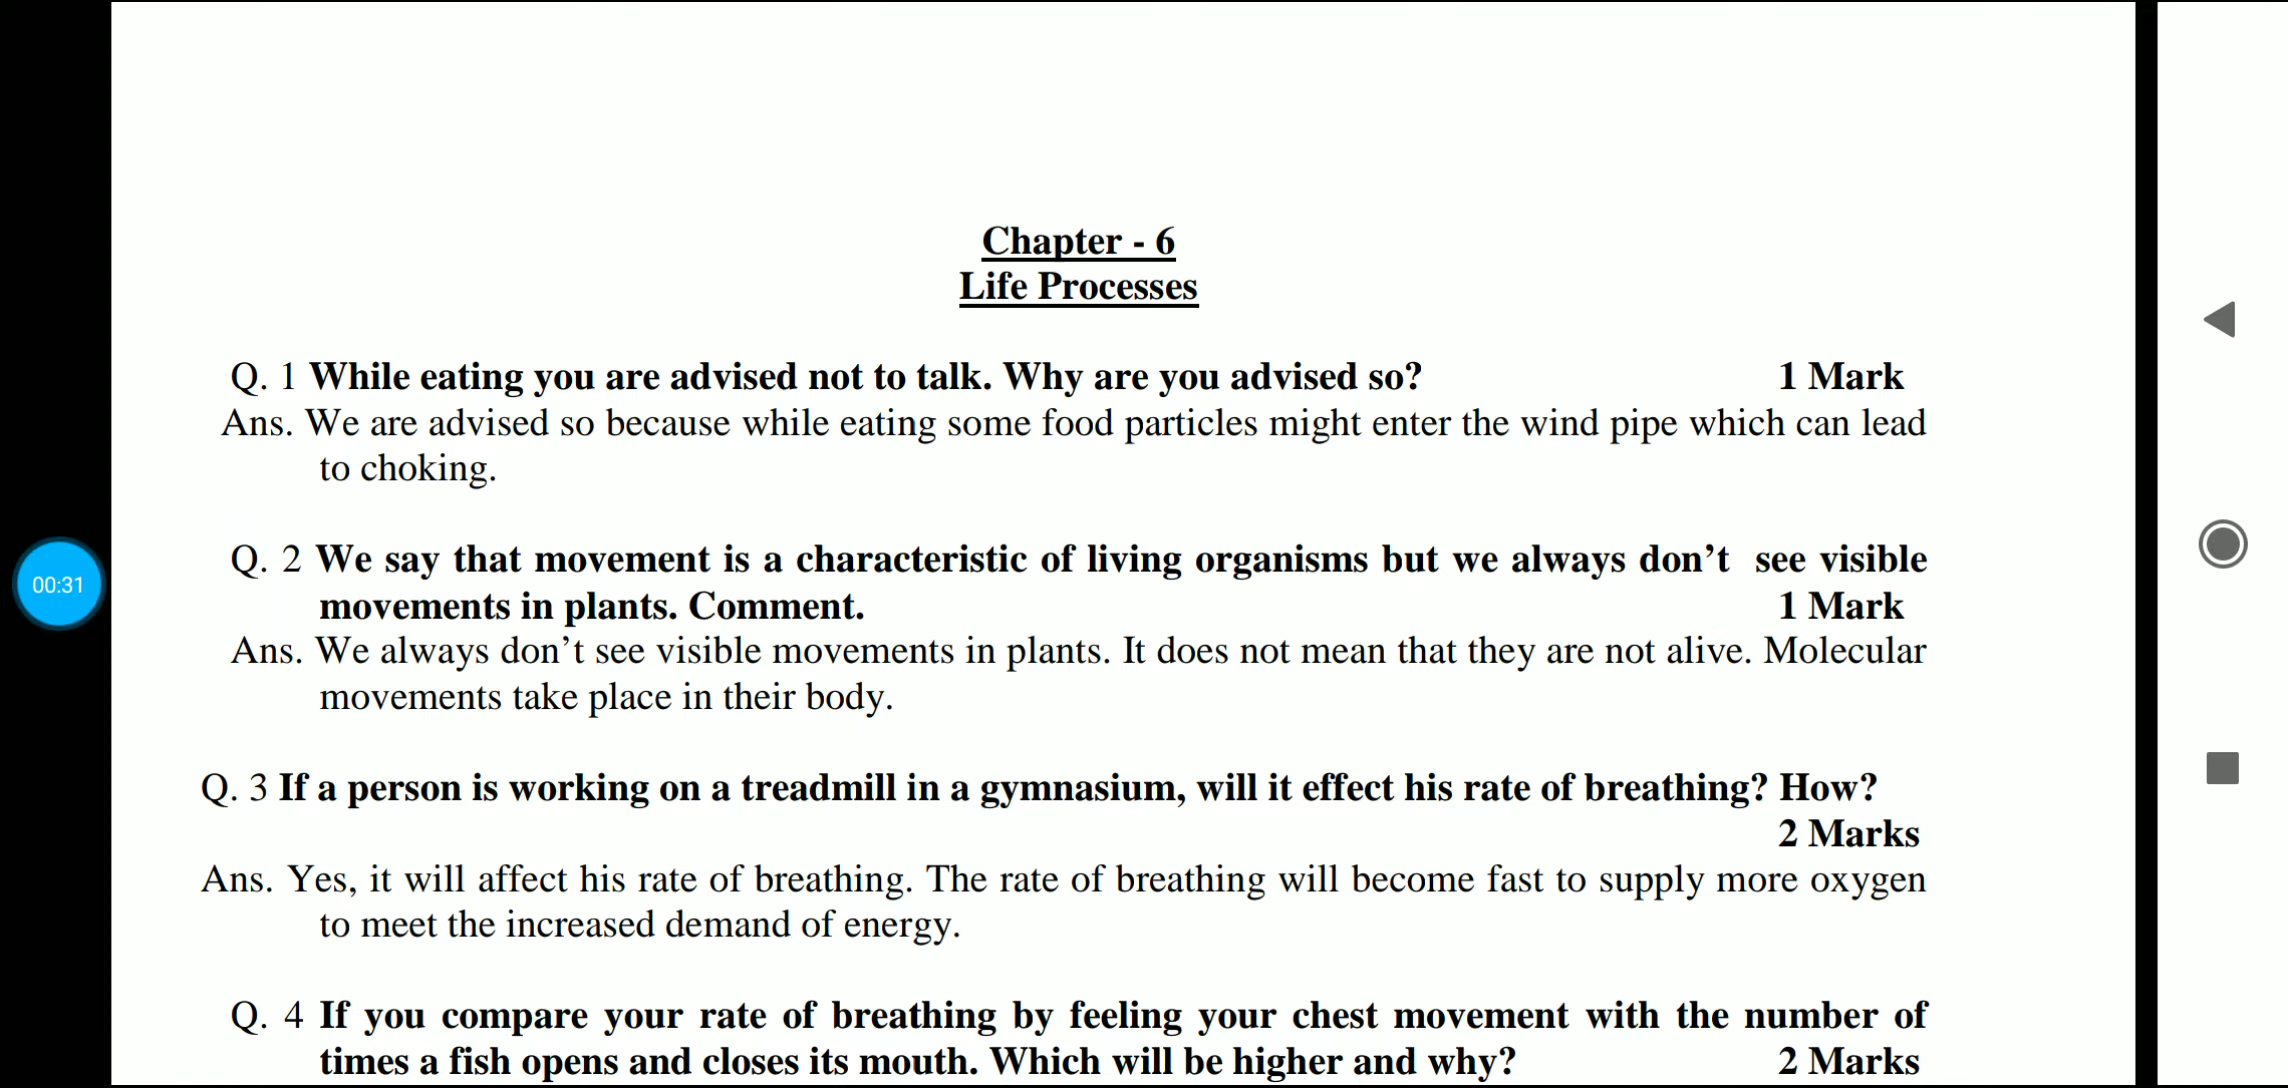 Chapter - 6
Life Processes
Q. 1 While eating you are advised not to talk. Why are you advised so? 1 Mark
Ans. We are advised so because while eating some food particles might enter the wind pipe which can lead
to choking.
Q. 2 We say that movement is a characteristic of living organisms but we always don’t see visible
movements in plants. Comment. 1 Mark
Ans. We always don’t see visible movements in plants. It does not mean that they are not alive. Molecular
movements take place in their body.
00:31
Q. 3 If a person is working on a treadmill in a gymnasium, will it effect his rate of breathing? How?
2 Marks
Ans. Yes, it will affect his rate of breathing. The rate of breathing will become fast to supply more oxygen
to meet the increased demand of energy.
Q. 4 If you compare your rate of breathing by feeling your chest movement with the number of
times a fish opens and closes its mouth. Which will be higher and why? 2 Marks